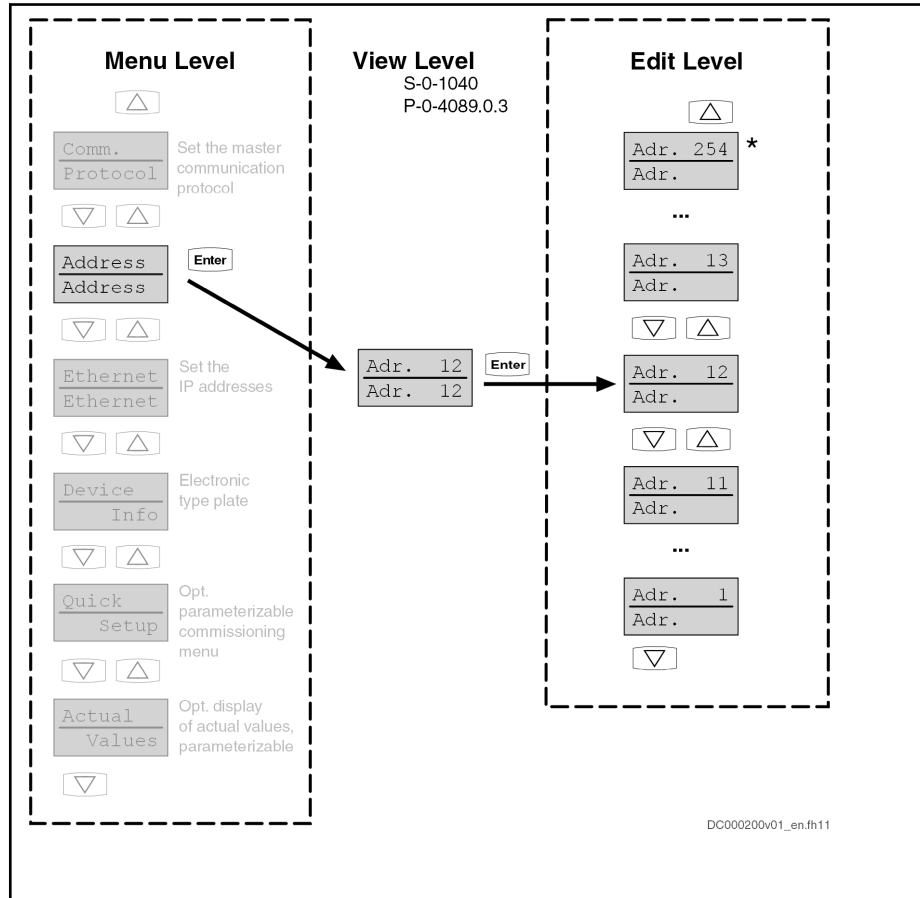 Menu Level
Comm.
Protocol
Set the master
communication
protocol
Address
Address
Enter
Ethernet
Ethernet
Set the
IP addresses
Device
Info
Electronic
type plate
Quick
Setup
Opt.
parameterizable
commissioning
menu
Actual
Values
Opt. display
of actual values,
parameterizable
View Level
S-0-1040
P-0-4089.0.3
Adr. 12
Adr. 12
Enter
Edit Level
Adr. 254 *
Adr.
...
Adr. 13
Adr.
Adr. 12
Adr.
Adr. 11
Adr.
...
Adr. 1
Adr.
DC000200v01_en.fh11